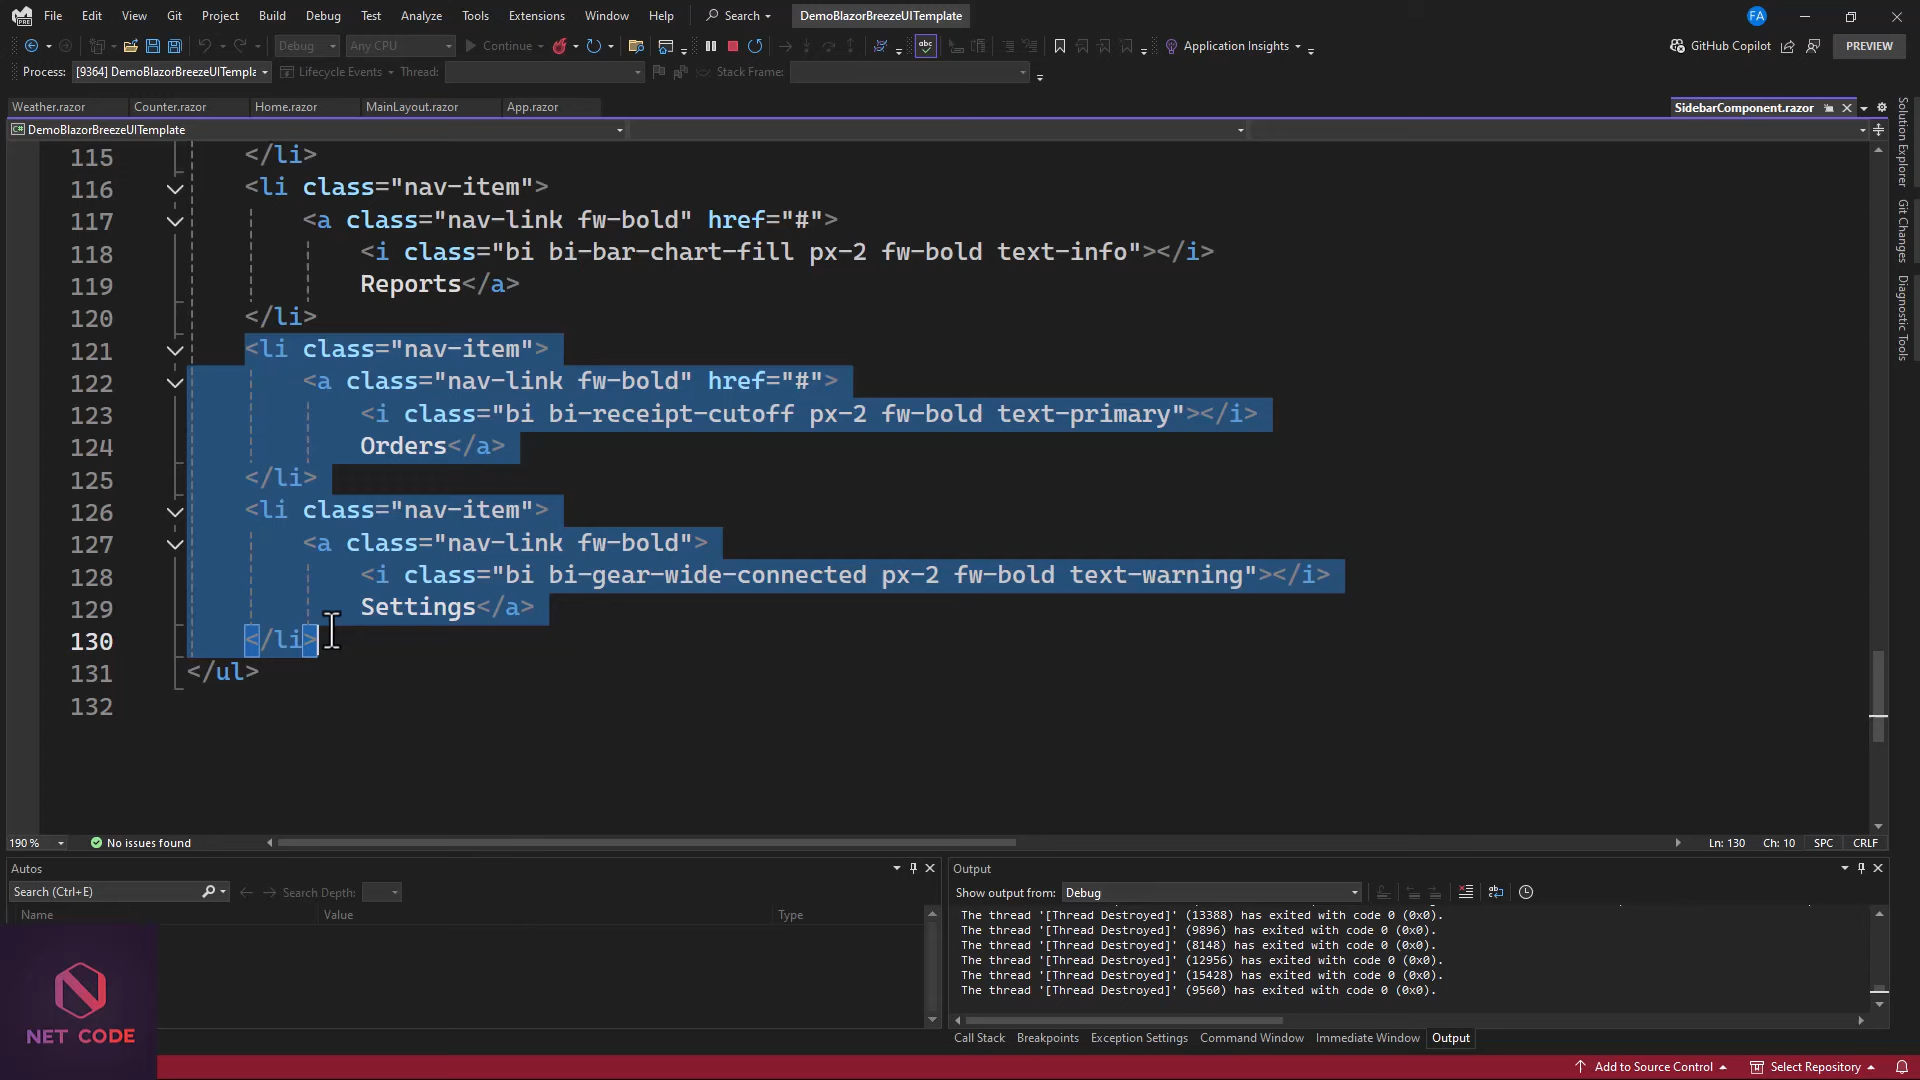 File Edit View Git Project Build Debug Test Analyze Tools Extensions Window Help Search DemoBlazorBreezeUITemplate FA
Debug Any CPU Continue abc Application Insights GitHub Copilot PREVIEW
Process: [9364] DemoBlazorBreezeUITempla Lifecycle Events Thread: Stack Frame:
Weather.razor Counter.razor Home.razor MainLayout.razor App.razor SidebarComponent.razor
DemoBlazorBreezeUITemplate
115 </li>
116 <li class="nav-item">
117 <a class="nav-link fw-bold" href="#">
118 <i class="bi bi-bar-chart-fill px-2 fw-bold text-info"></i>
119 Reports</a>
120 </li>
121 <li class="nav-item">
122 <a class="nav-link fw-bold" href="#">
123 <i class="bi bi-receipt-cutoff px-2 fw-bold text-primary"></i>
124 Orders</a>
125 </li>
126 <li class="nav-item">
127 <a class="nav-link fw-bold">
128 <i class="bi bi-gear-wide-connected px-2 fw-bold text-warning"></i>
129 Settings</a>
130 </li>
131 </ul>
132
190 % No issues found Ln: 130 Ch: 10 SPC CRLF
Solution Explorer
Git Changes
Diagnostic Tools
Autos
Search (Ctrl+E) Search Depth:
Name Value Type
Output
Show output from: Debug
The thread '[Thread Destroyed]' (13388) has exited with code 0 (0x0).
The thread '[Thread Destroyed]' (9896) has exited with code 0 (0x0).
The thread '[Thread Destroyed]' (8148) has exited with code 0 (0x0).
The thread '[Thread Destroyed]' (12956) has exited with code 0 (0x0).
The thread '[Thread Destroyed]' (15428) has exited with code 0 (0x0).
The thread '[Thread Destroyed]' (9560) has exited with code 0 (0x0).
Call Stack Breakpoints Exception Settings Command Window Immediate Window Output
NET CODE
Add to Source Control Select Repository